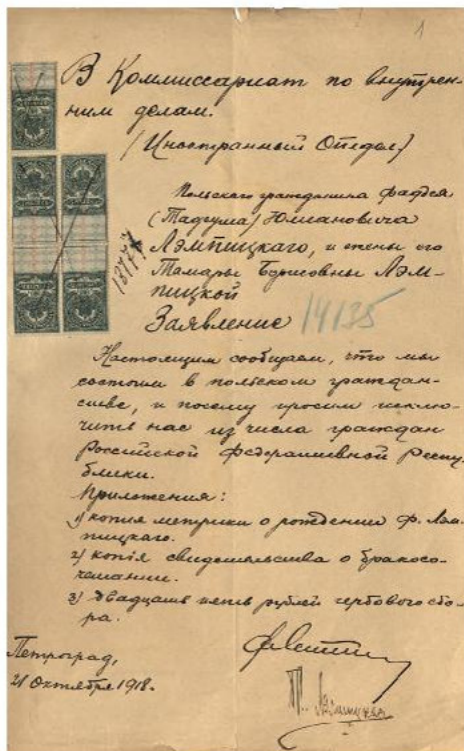 1
В Коммиссариат по внутрен-
ним делам.
(Иностранный Отдел)
Польского гражданина Фадея
(Тадеуша) Юлиановича
Лэмпицкого, и жены его
Тамары Борисовны Лэм-
пицкой
Заявление
14135
Настоящим сообщаем, что мы
состоим в польском граждан-
стве, и посему просим исклю-
чить нас из числа граждан
Российской Федеративной Респу-
блики.
Приложения:
1) копия метрики о рождении Ф. Лэм-
пицкого.
2) копія свидетельства о бракосо-
четании.
3) двадцать пять рублей гербового сбо-
ра.
Петроград,
21 Октября 1918.